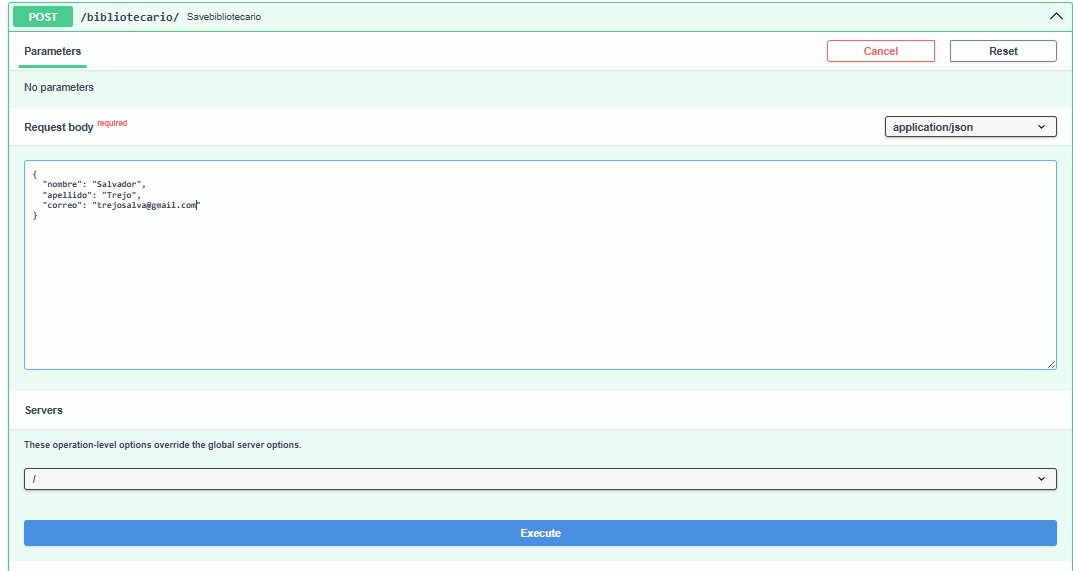 POST /bibliotecario/ Savebibliotecario
Parameters Cancel Reset
No parameters
Request body required application/json
{
  "nombre": "Salvador",
  "apellido": "Trejo",
  "correo": "trejosalva@gmail.com"
}
Servers
These operation-level options override the global server options.
/
Execute